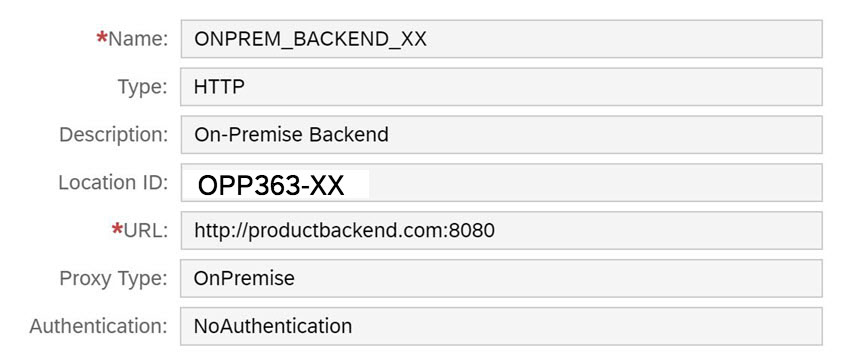 *Name: ONPREM_BACKEND_XX
Type: HTTP
Description: On-Premise Backend
Location ID: OPP363-XX
*URL: http://productbackend.com:8080
Proxy Type: OnPremise
Authentication: NoAuthentication